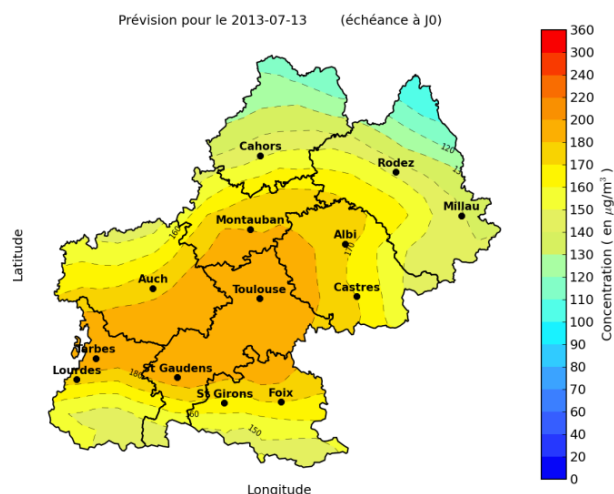 Prévision pour le 2013-07-13 (échéance à J0)
Latitude
Longitude
Cahors
Rodez
Millau
Montauban
Albi
Auch
Toulouse
Castres
Tarbes
Lourdes
St Gaudens
St Girons
Foix
120
160
170
180
160
150
360
300
240
220
200
190
180
170
160
150
140
130
120
110
100
90
80
70
60
40
20
0
Concentration ( en µg/m³ )